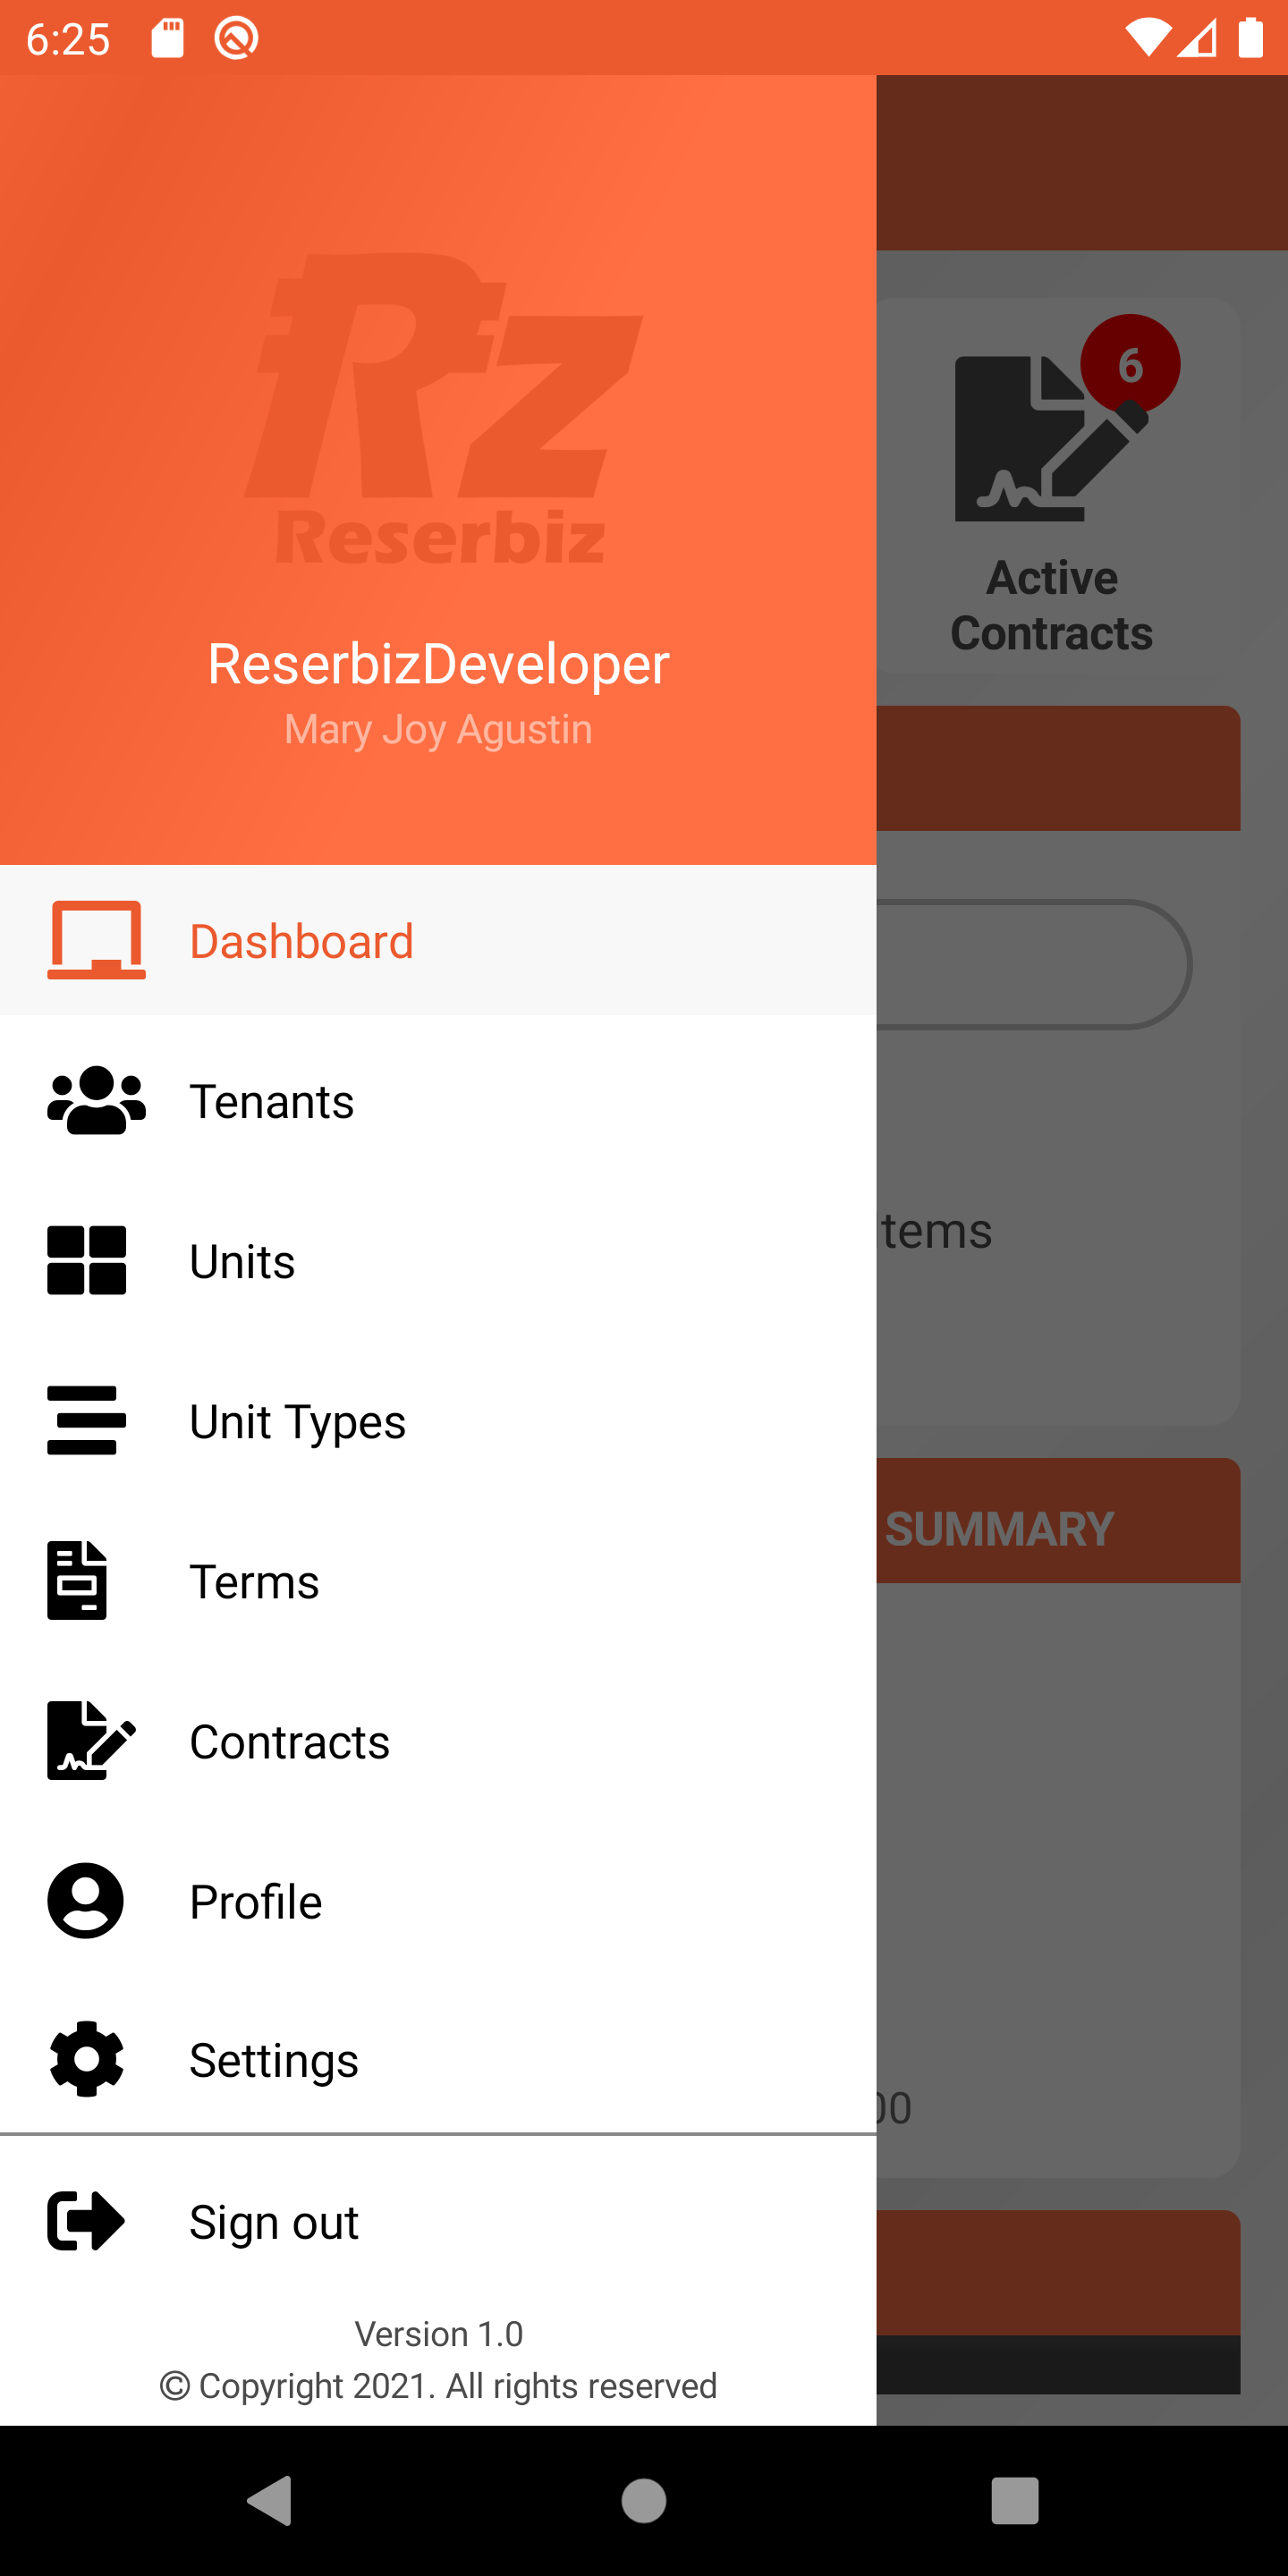 6:25
Rz
Reserbiz
ReserbizDeveloper
Mary Joy Agustin
Dashboard
Tenants
Units
Unit Types
Terms
Contracts
Profile
Settings
Sign out
Version 1.0
© Copyright 2021. All rights reserved
6
Active
Contracts
tems
SUMMARY
00